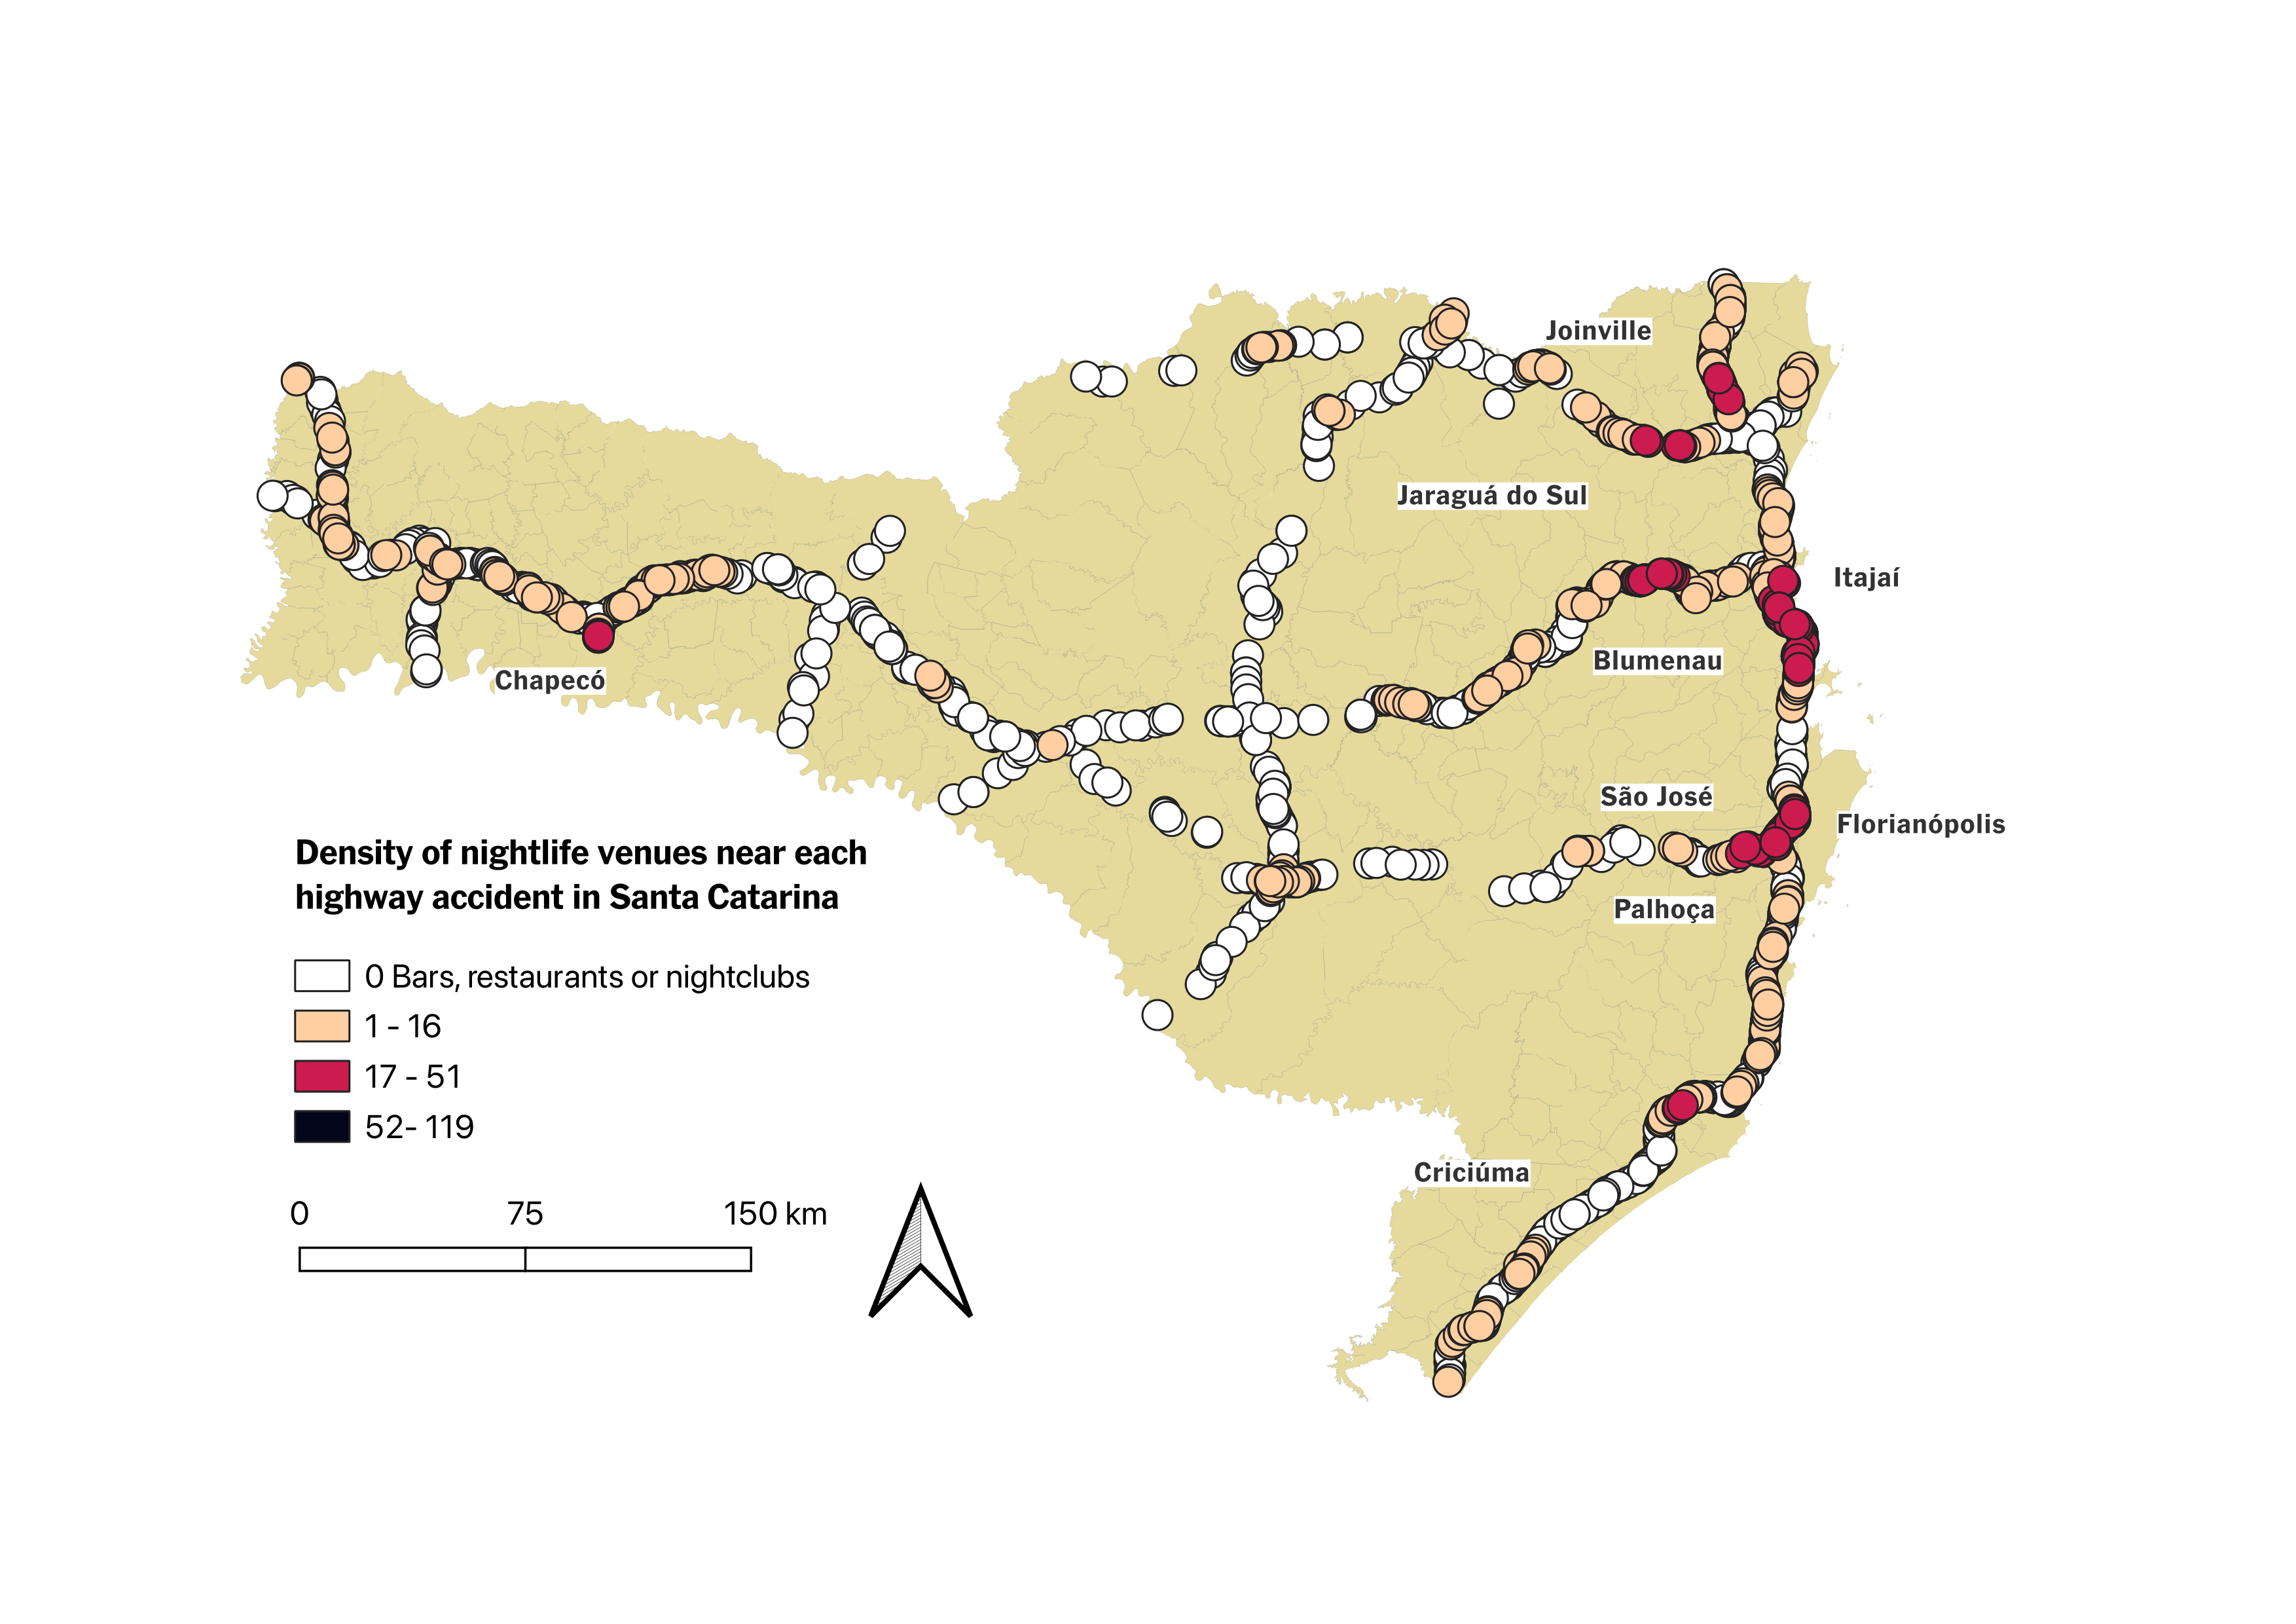 Joinville
Jaraguá do Sul
Itajaí
Blumenau
Chapecó
São José
Florianópolis
Palhoça
Criciúma
Density of nightlife venues near each
highway accident in Santa Catarina
0 Bars, restaurants or nightclubs
1 - 16
17 - 51
52- 119
0 75 150 km